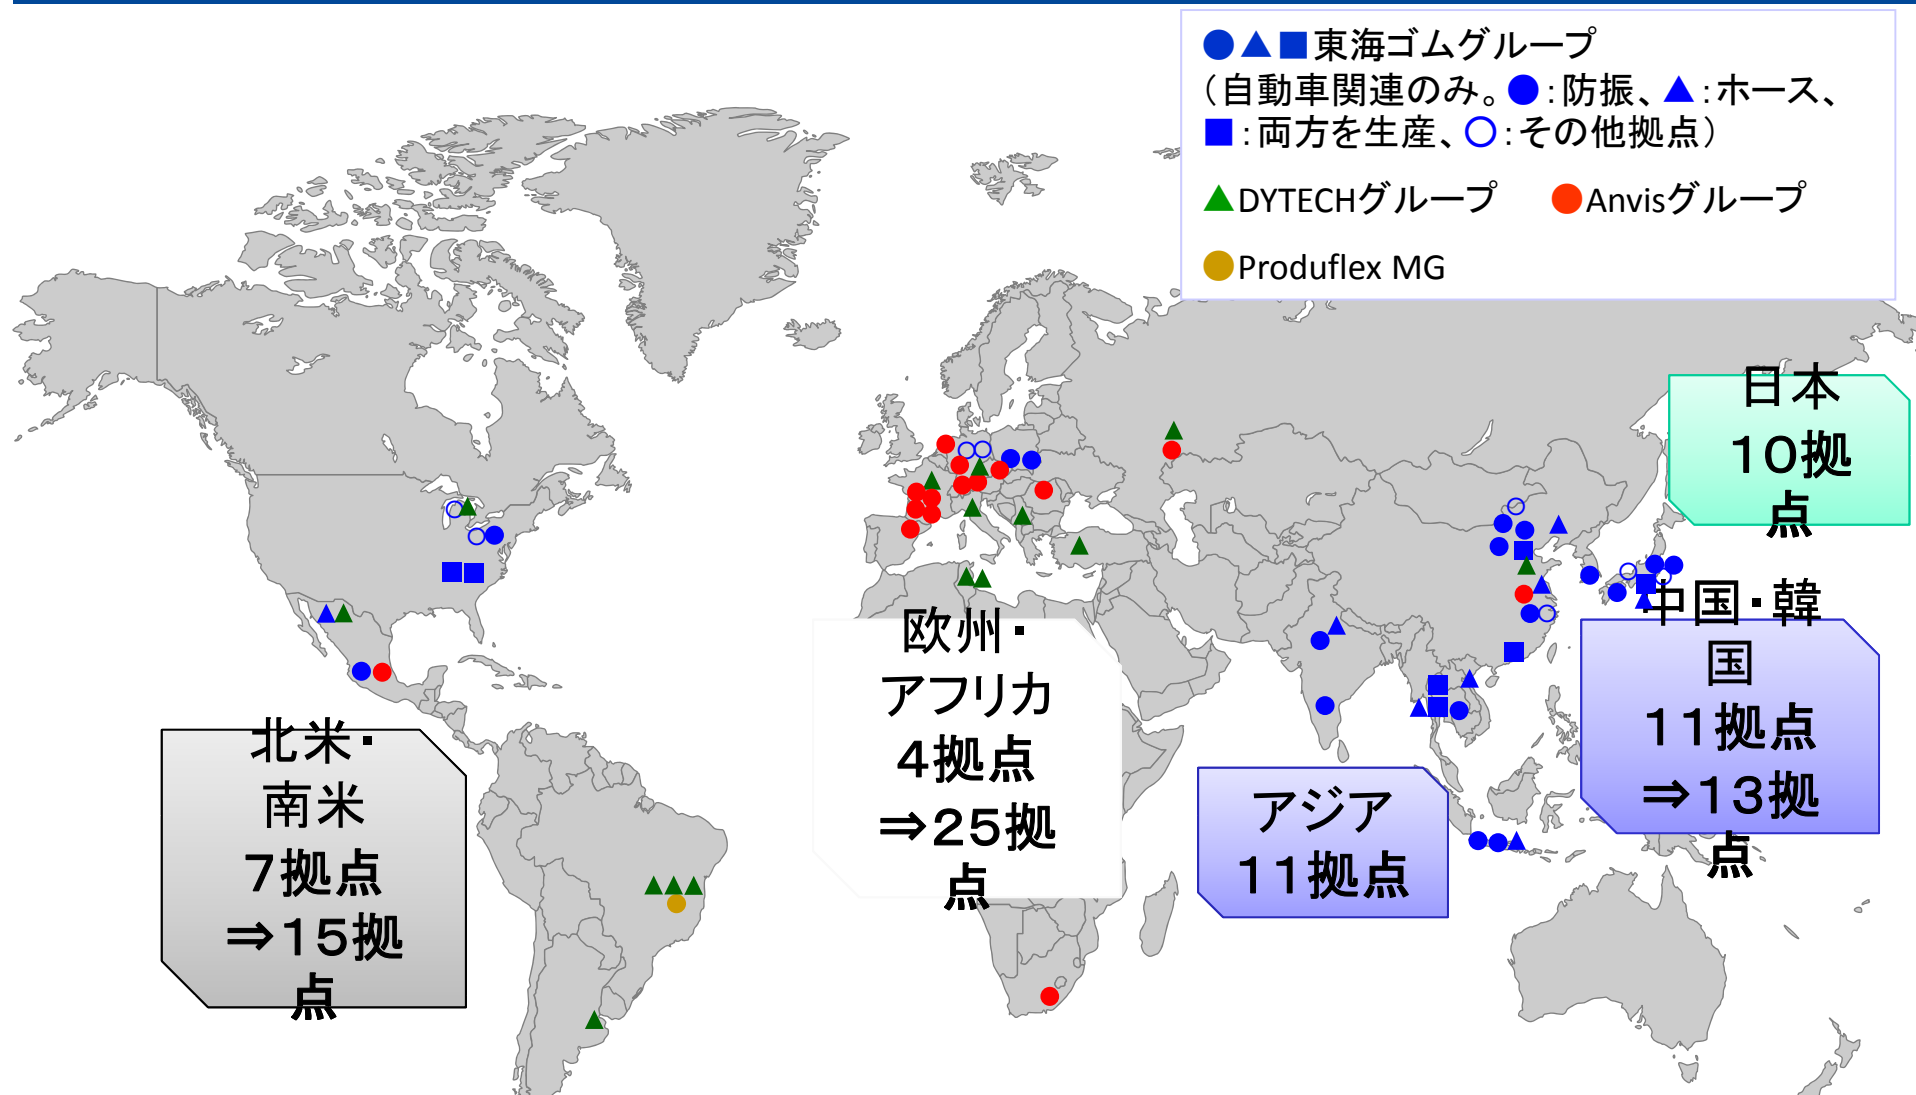 ●▲■東海ゴムグループ
（自動車関連のみ。●：防振、▲：ホース、
■：両方を生産、○：その他拠点）
▲DYTECHグループ ●Anvisグループ
●Produflex MG
日本
10拠
点
中国・韓
国
11拠点
⇒13拠
点
欧州・
アフリカ
4拠点
⇒25拠
点
アジア
11拠点
北米・
南米
7拠点
⇒15拠
点